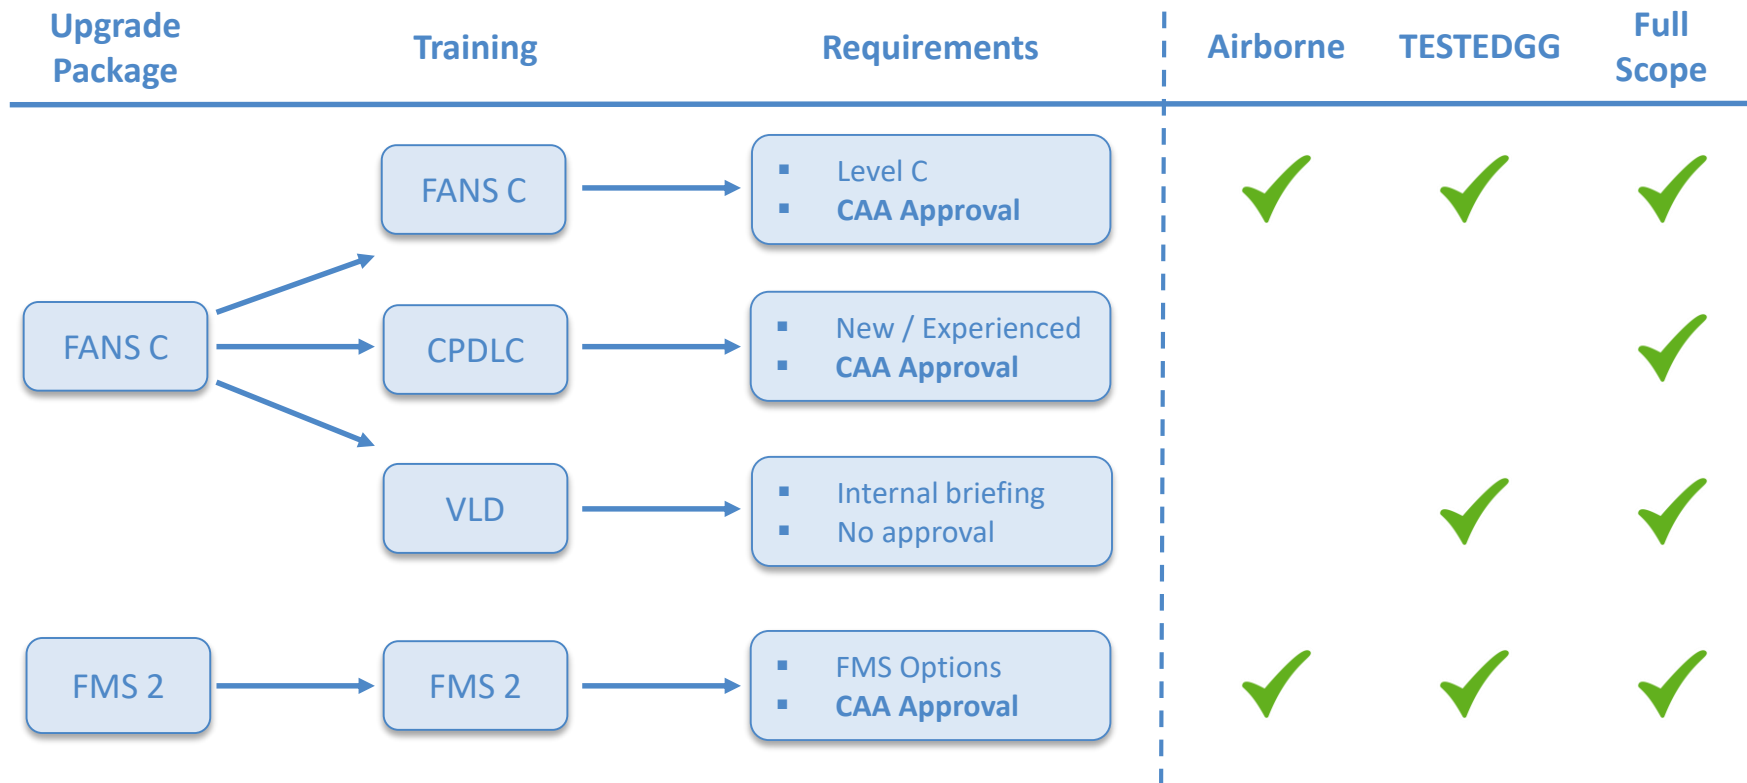 Upgrade
Package
Training
Requirements
Airborne
TESTEDGG
Full
Scope
FANS C
▪ Level C
▪ CAA Approval
FANS C
CPDLC
▪ New / Experienced
▪ CAA Approval
VLD
▪ Internal briefing
▪ No approval
FMS 2
FMS 2
▪ FMS Options
▪ CAA Approval